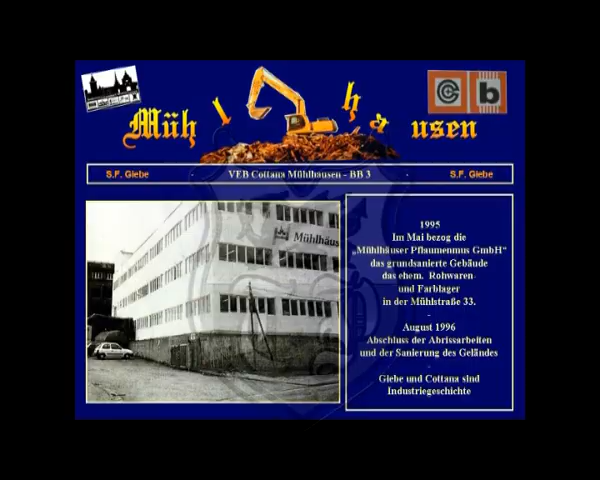 Mühlhausen
S.F. Giebe - VEB Cottana Mühlhausen - BB 3 - S.F. Giebe
Mühlhäus
1995
Im Mai bezog die
„Mühlhäuser Pflaumenmus GmbH“
das grundsanierte Gebäude
das ehem. Rohwaren-
und Farblager
in der Mühlstraße 33.
-
August 1996
Abschluss der Abrissarbeiten
und der Sanierung des Geländes
-
Giebe und Cottana sind
Industriegeschichte